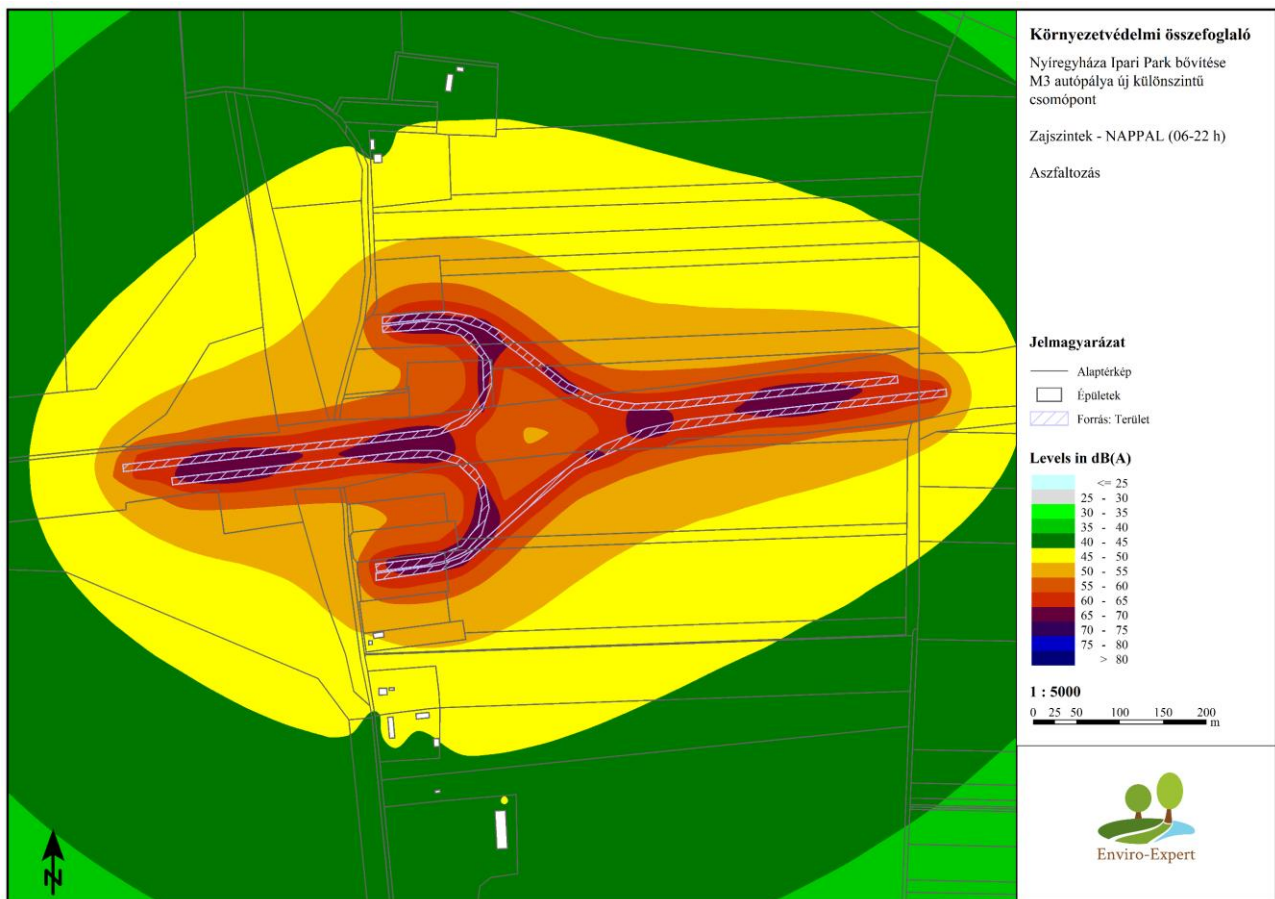 Környezetvédelmi összefoglaló
Nyíregyháza Ipari Park bővítése
M3 autópálya új különszintű
csomópont
Zajszintek - NAPPAL (06-22 h)
Aszfaltozás
Jelmagyarázat
Alaptérkép
Épületek
Forrás: Terület
Levels in dB(A)
<= 25
25 - 30
30 - 35
35 - 40
40 - 45
45 - 50
50 - 55
55 - 60
60 - 65
65 - 70
70 - 75
75 - 80
> 80
1 : 5000
0 25 50 100 150 200
m
Enviro-Expert
N